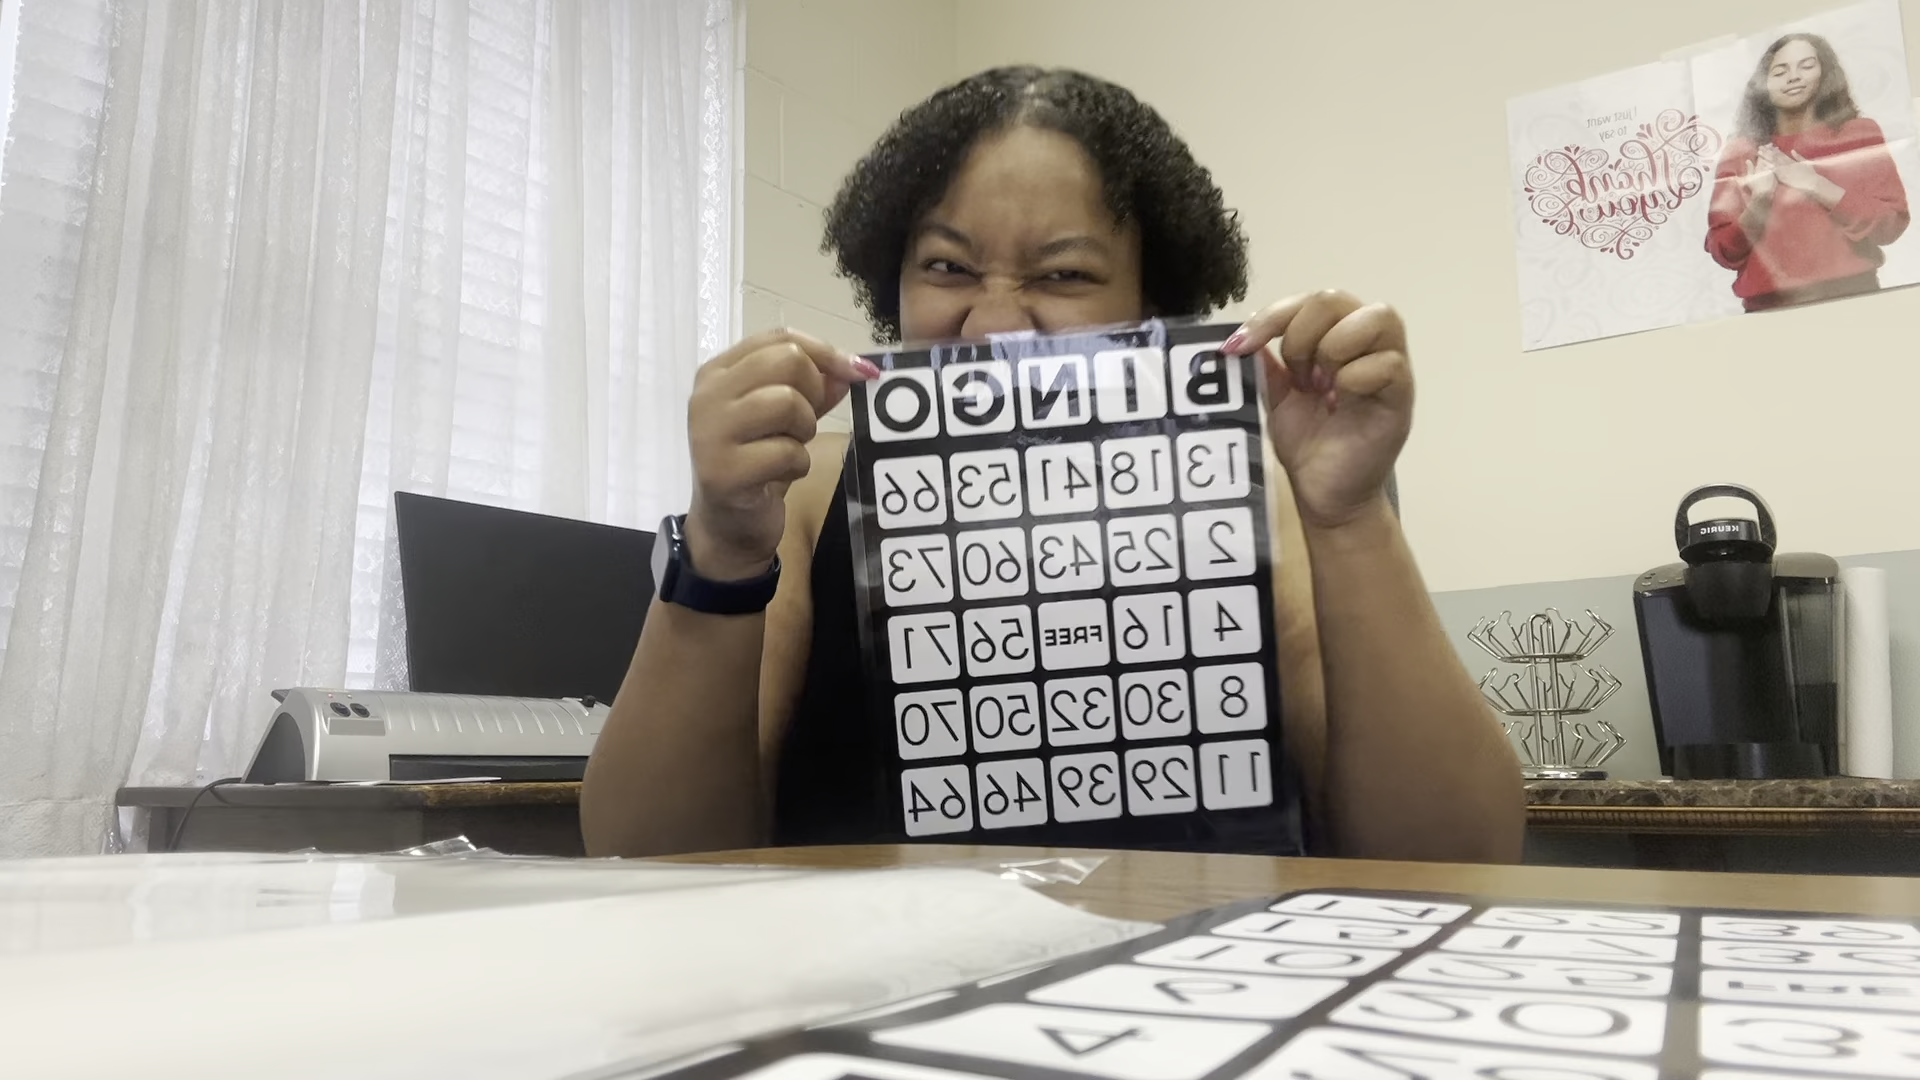 I just want
to say
Thank
you
B I N G O
13 18 41 53 66
2 25 43 60 73
4 16 FREE 56 71
8 30 32 50 70
11 29 39 46 64
KEURIG